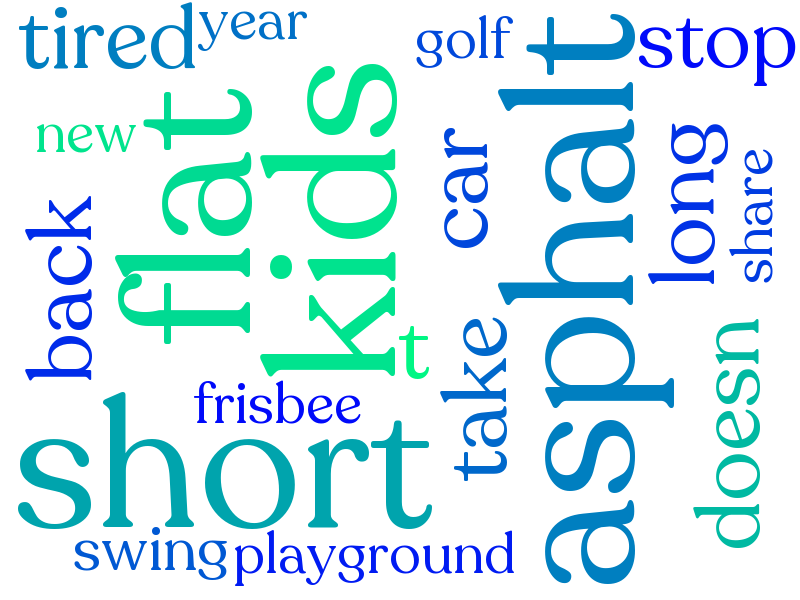 tired
year
golf
stop
new
flat
kids
car
asphalt
long
share
back
t
take
doesn
frisbee
short
swing
playground